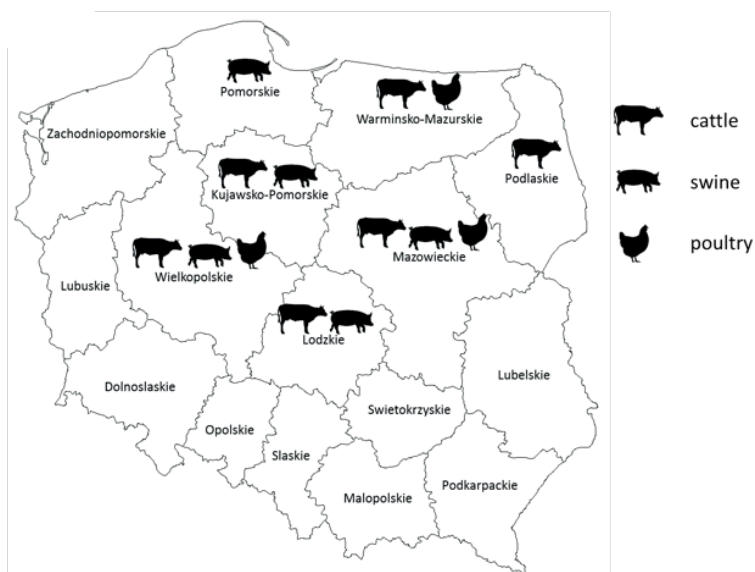 Pomorskie
Warminsko-Mazurskie
cattle
Zachodniopomorskie
Podlaskie
swine
Kujawsko-Pomorskie
Mazowieckie
poultry
Wielkopolskie
Lubuskie
Lodzkie
Lubelskie
Dolnoslaskie
Swietokrzyskie
Opolskie
Slaskie
Podkarpackie
Malopolskie